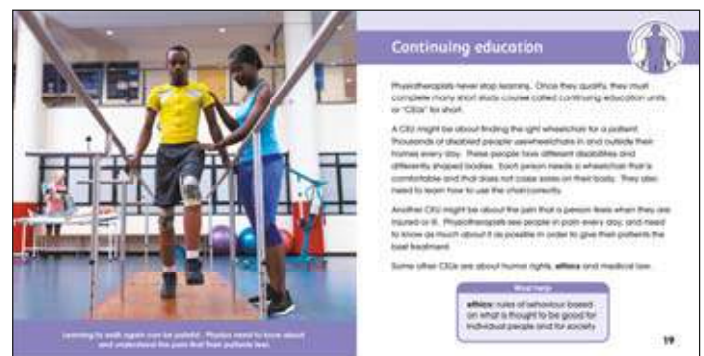 Continuing education
Physiotherapists never stop learning. Once they qualify, they must
complete many short study courses called continuing education units
or "CEUs" for short.
A CEU might be about finding the right wheelchair for a patient.
Thousands of disabled people use wheelchairs in and outside their
homes every day. These people have different disabilities and
differently shaped bodies. Each person needs a wheelchair that is
comfortable and that does not cause sores on their body. They also
need to learn how to use the chair correctly.
Another CEU might be about the pain that a person feels when they are
injured or ill. Physiotherapists see people in pain every day, and need
to know as much about it as possible in order to give their patients the
best treatment.
Some other CEUs are about human rights, ethics and medical law.
Word help
ethics: rules of behaviour based
on what is thought to be good for
individual people and for society
Learning to walk again can be painful. Physios need to know about
and understand the pain that their patients feel.
19